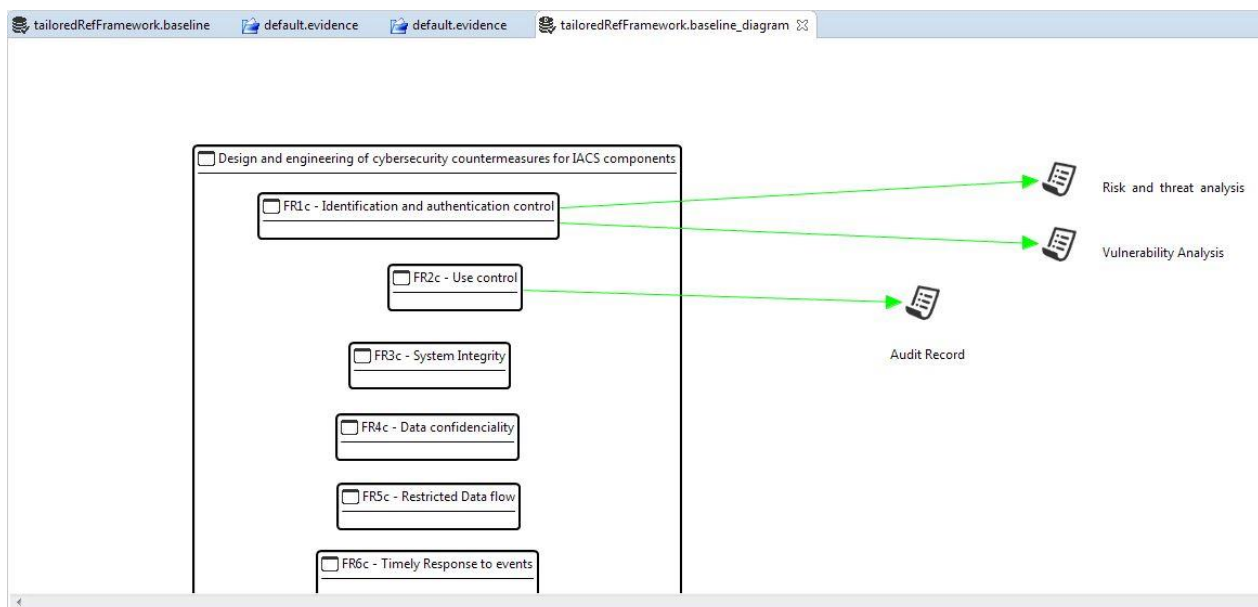 tailoredRefFramework.baseline default.evidence default.evidence tailoredRefFramework.baseline_diagram
Design and engineering of cybersecurity countermeasures for IACS components
FR1c - Identification and authentication control
Risk and threat analysis
Vulnerability Analysis
FR2c - Use control
Audit Record
FR3c - System Integrity
FR4c - Data confidenciality
FR5c - Restricted Data flow
FR6c - Timely Response to events